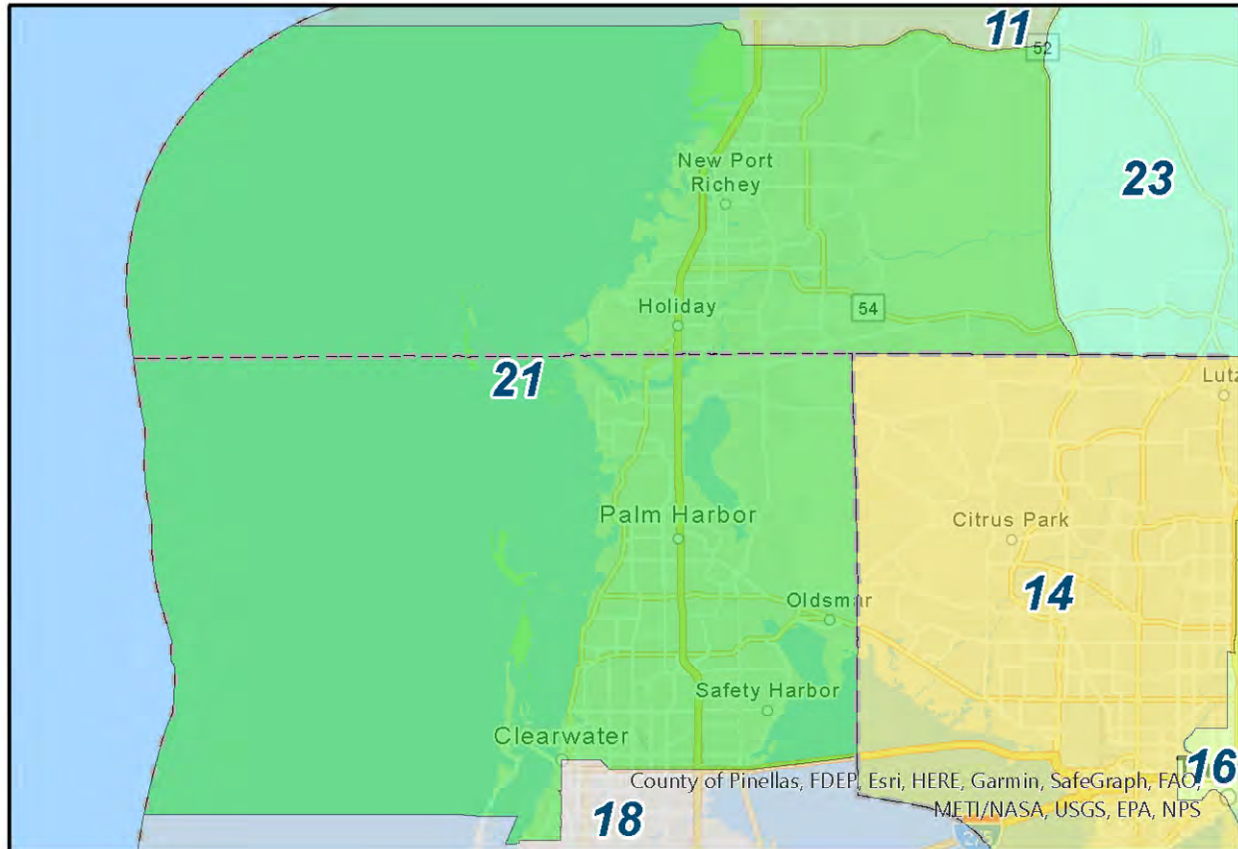 11
52
New Port
Richey
23
Holiday
54
21
Lutz
Palm Harbor
Citrus Park
14
Oldsmar
Safety Harbor
Clearwater
16
County of Pinellas, FDEP, Esri, HERE, Garmin, SafeGraph, FAO,
METI/NASA, USGS, EPA, NPS
18
275